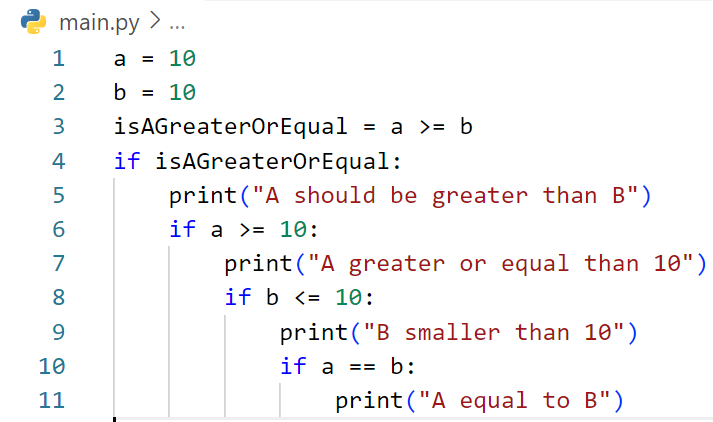 main.py > ...
1 a = 10
2 b = 10
3 isAGreaterOrEqual = a >= b
4 if isAGreaterOrEqual:
5     print("A should be greater than B")
6     if a >= 10:
7         print("A greater or equal than 10")
8         if b <= 10:
9             print("B smaller than 10")
10             if a == b:
11                 print("A equal to B")